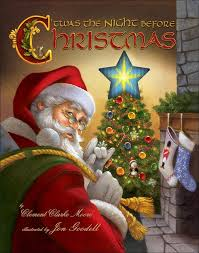 'TWAS THE NIGHT BEFORE
CHRISTMAS
by Clement Clarke Moore
illustrated by Jon Goodell